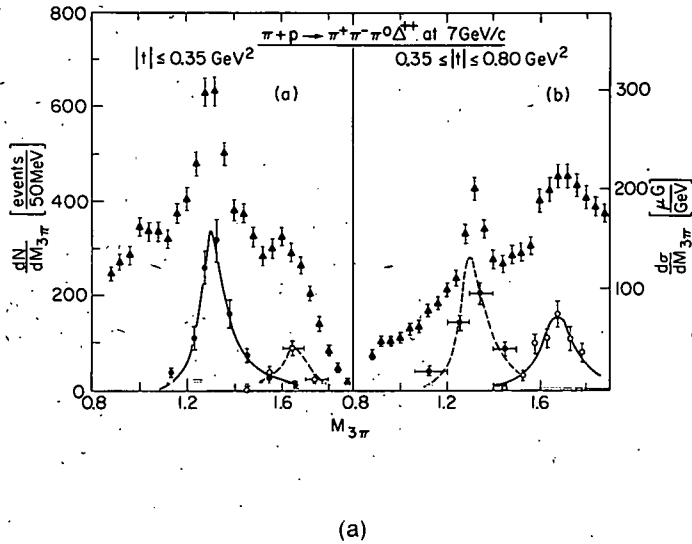 π+p → π⁺π⁻π⁰Δ⁺⁺ at 7GeV/c
|t| ≤ 0.35 GeV²
0.35 ≤ |t| ≤ 0.80 GeV²
(a)
(b)
800
600
400
200
0
300
200
100
dN/dM3π [events/50MeV]
dσ/dM3π [μG/GeV]
0.8 1.2 1.6 0.8 1.2 1.6
M3π
(a)